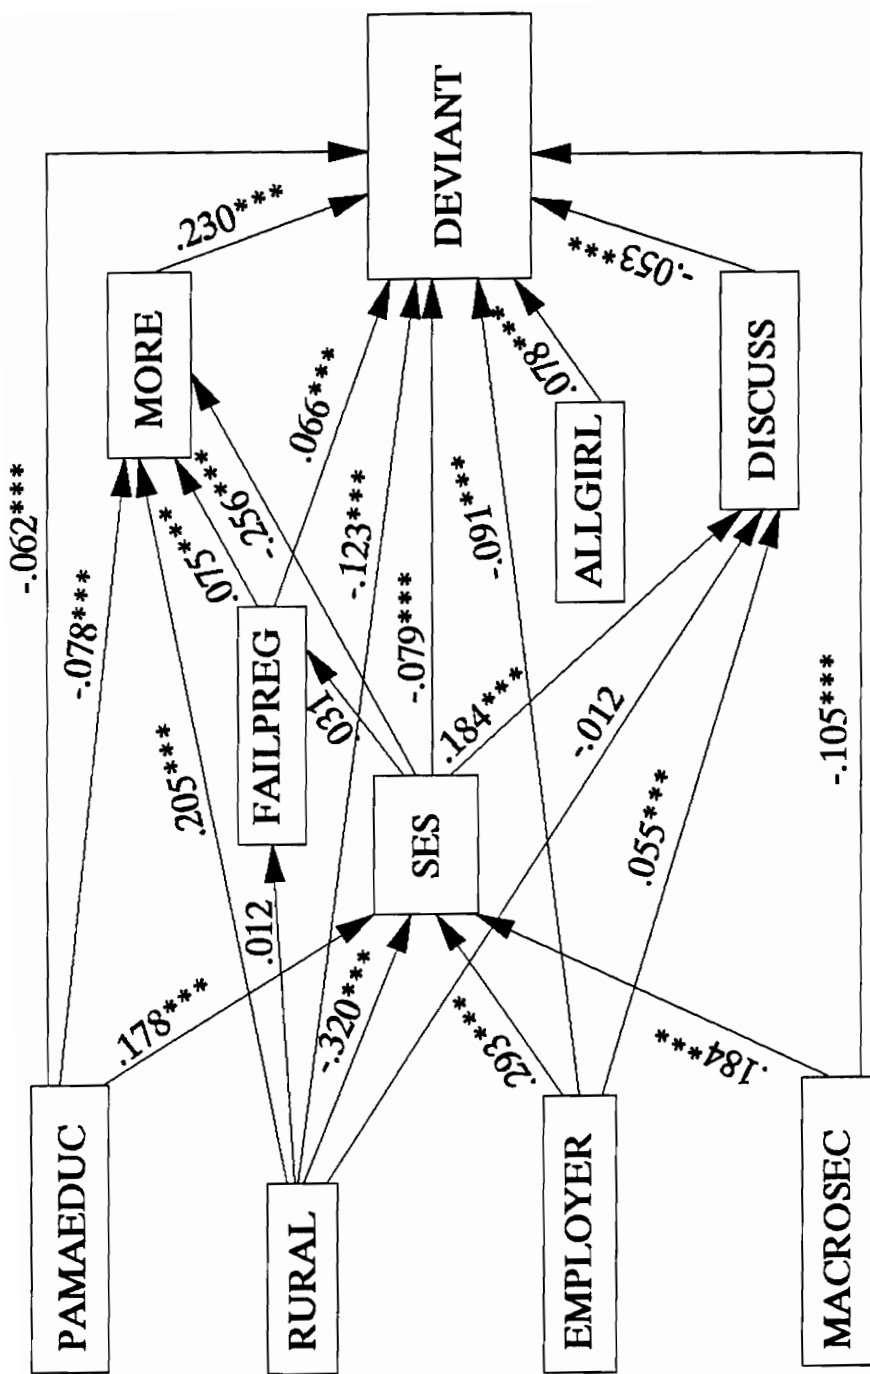 PAMAEDUC
RURAL
EMPLOYER
MACROSEC
SES
FAILPREG
MORE
ALLGIRL
DISCUSS
DEVIANT
-.062***
-.078***
.178***
.205***
.012
-.123***
-.320***
-.012
.293***
-.091***
.055***
.184***
-.105***
.031
-.256***
-.079***
.184***
.075***
.066***
.230***
.078***
-.053***